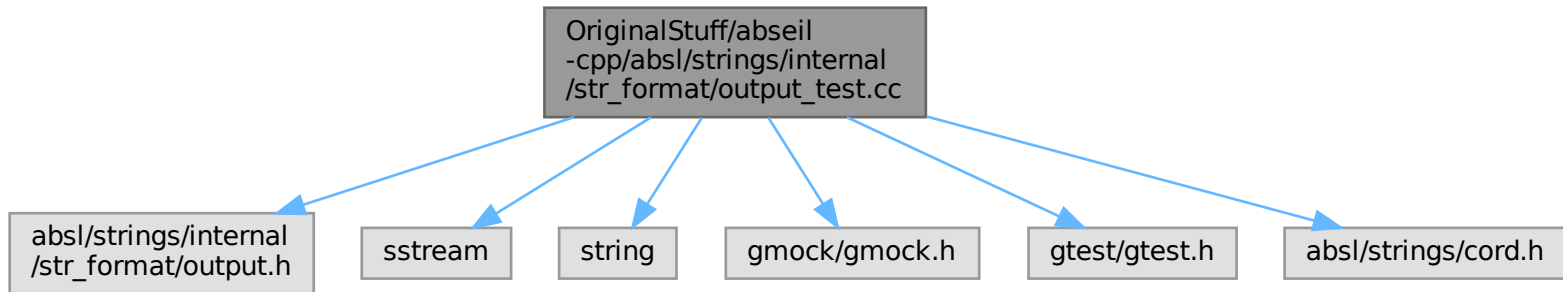 OriginalStuff/abseil
-cpp/absl/strings/internal
/str_format/output_test.cc
absl/strings/internal
/str_format/output.h
sstream
string
gmock/gmock.h
gtest/gtest.h
absl/strings/cord.h